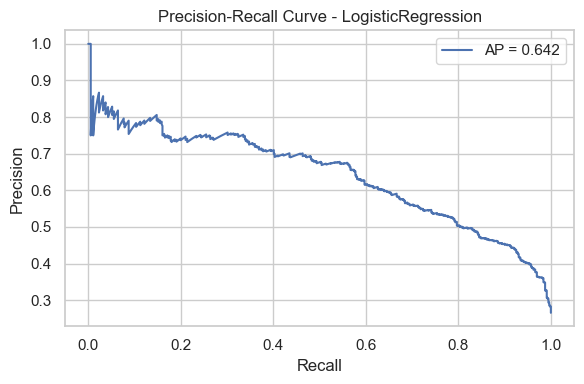 Precision-Recall Curve - LogisticRegression
AP = 0.642
1.0
0.9
0.8
0.7
0.6
0.5
0.4
0.3
Precision
0.0 0.2 0.4 0.6 0.8 1.0
Recall